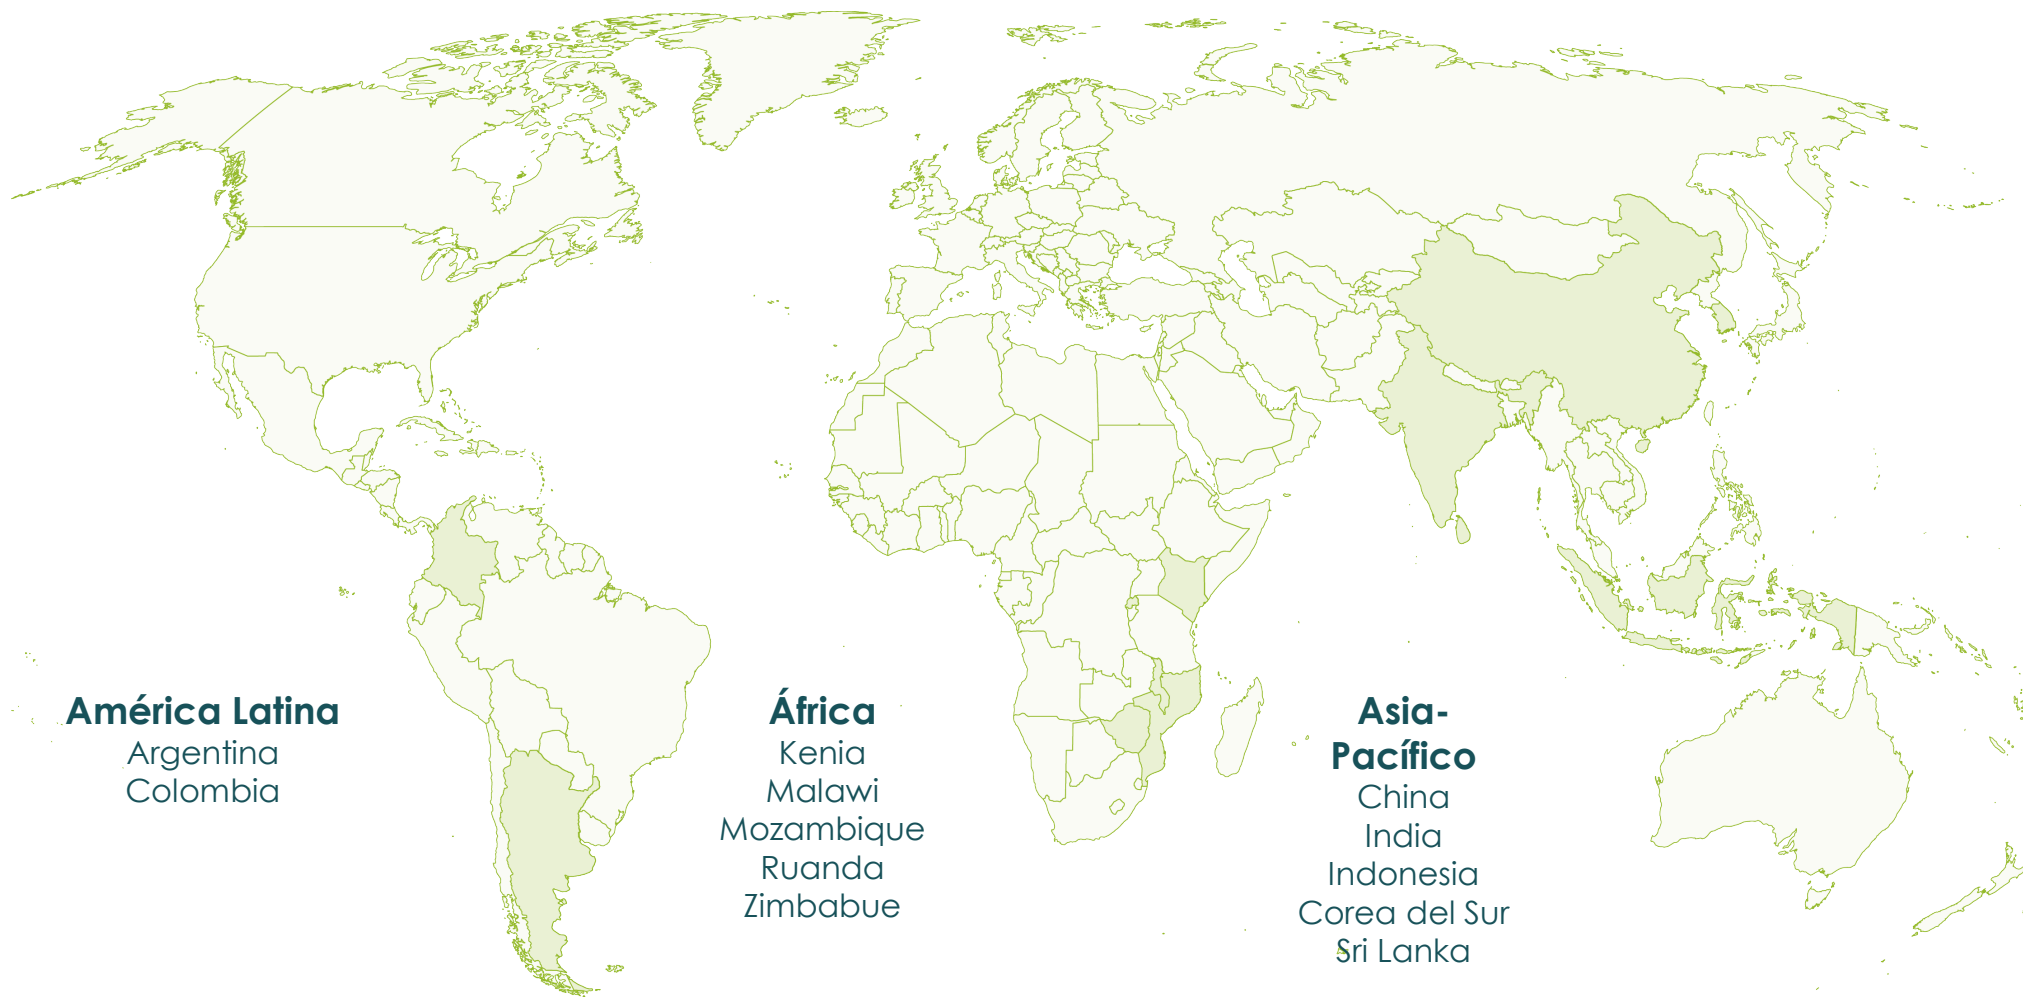 América Latina
Argentina
Colombia
África
Kenia
Malawi
Mozambique
Ruanda
Zimbabue
Asia-
Pacífico
China
India
Indonesia
Corea del Sur
Sri Lanka